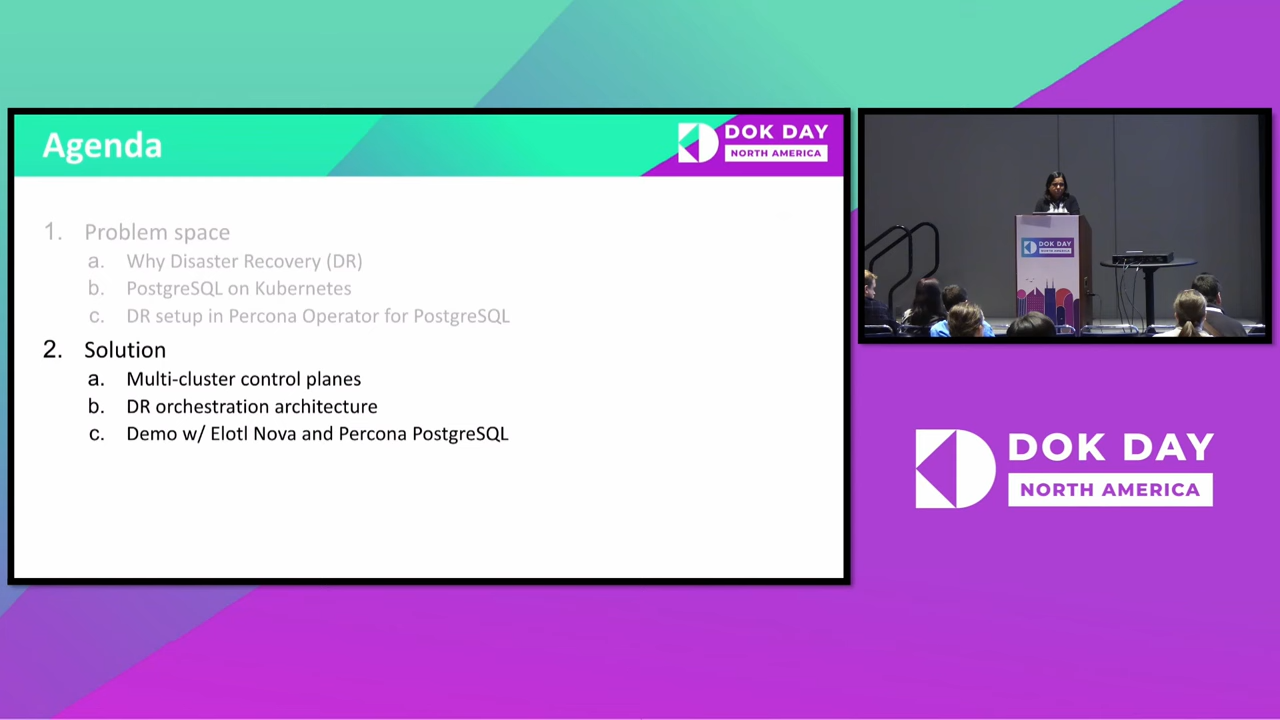 Agenda
DOK DAY
NORTH AMERICA
1. Problem space
a. Why Disaster Recovery (DR)
b. PostgreSQL on Kubernetes
c. DR setup in Percona Operator for PostgreSQL
2. Solution
a. Multi-cluster control planes
b. DR orchestration architecture
c. Demo w/ Elotl Nova and Percona PostgreSQL
DOK DAY
NORTH AMERICA
DOK DAY
NORTH AMERICA